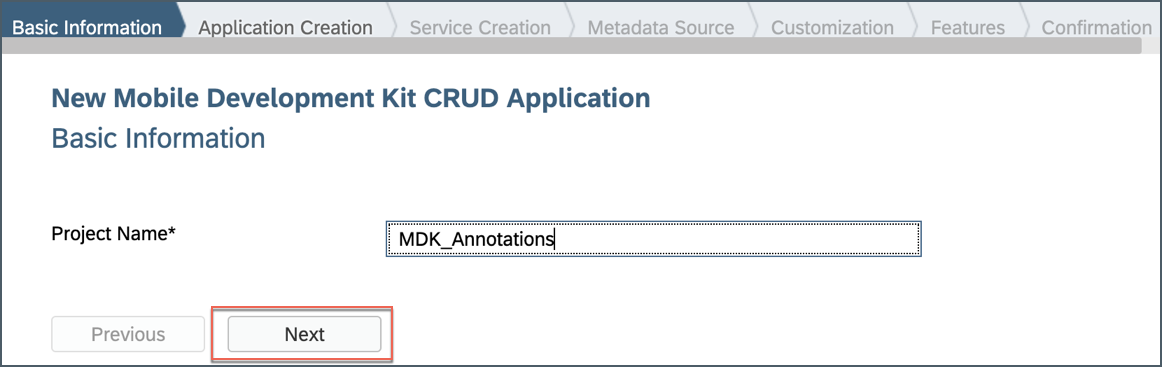 Basic Information Application Creation Service Creation Metadata Source Customization Features Confirmation
New Mobile Development Kit CRUD Application
Basic Information
Project Name* MDK_Annotations
Previous Next